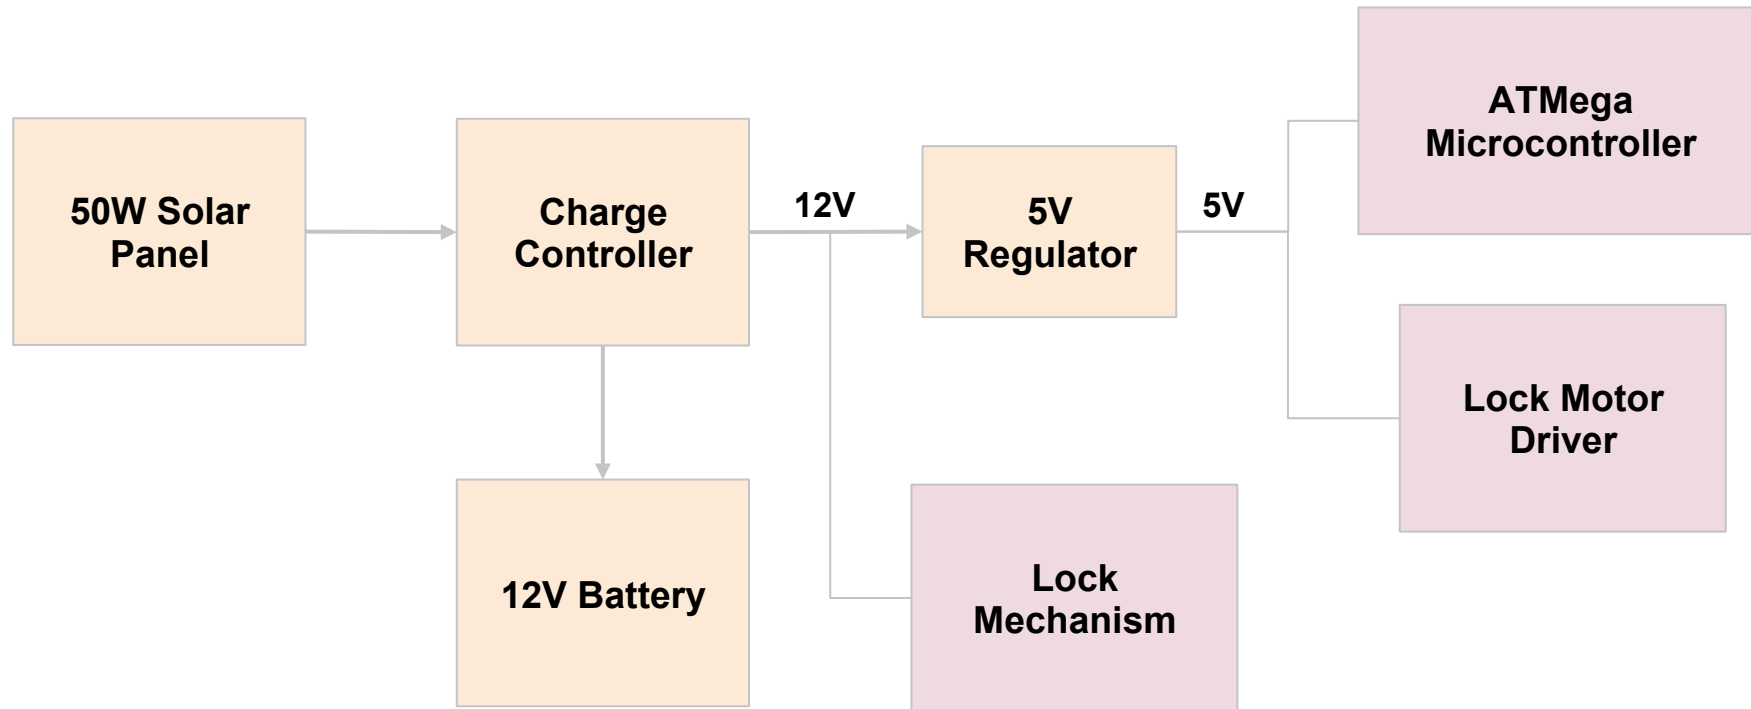 50W Solar
Panel
Charge
Controller
12V
5V
Regulator
5V
ATMega
Microcontroller
Lock Motor
Driver
12V Battery
Lock
Mechanism